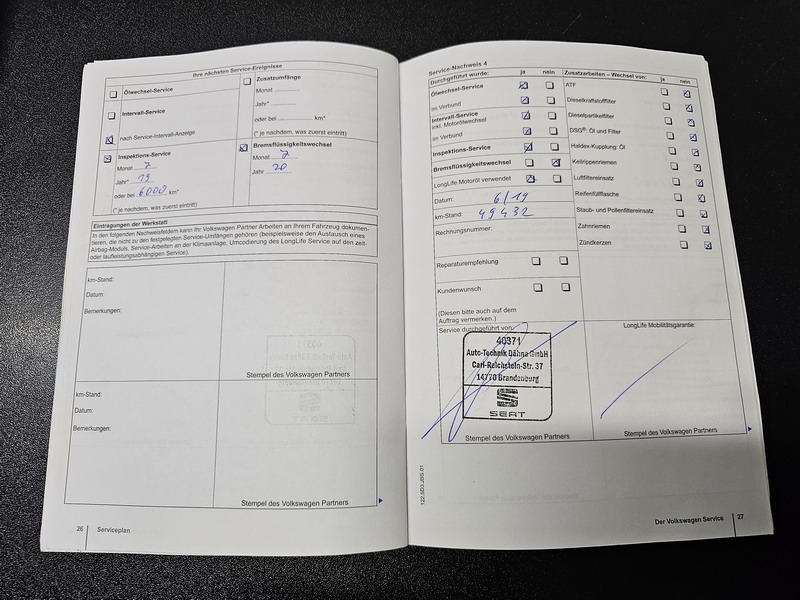 Ihre nächsten Service-Ereignisse
Ölwechsel-Service
Intervall-Service
nach Service-Intervall-Anzeige
Inspektions-Service
Monat 7
Jahr* 19
oder bei 6000 km*
(* je nachdem, was zuerst eintritt)
Zusatzumfänge
Monat
Jahr*
oder bei km*
(* je nachdem, was zuerst eintritt)
Bremsflüssigkeitswechsel
Monat 7
Jahr 20
Eintragungen der Werkstatt
In den folgenden Nachweisfeldern kann Ihr Volkswagen Partner Arbeiten an Ihrem Fahrzeug dokumen-
tieren, die nicht zu den festgelegten Service-Umfängen gehören (beispielsweise den Austausch eines
Airbag-Moduls, Service-Arbeiten an der Klimaanlage, Umcodierung des LongLife Service auf den zeit-
oder laufleistungsabhängigen Service).
km-Stand:
Datum:
Bemerkungen:
Stempel des Volkswagen Partners
km-Stand:
Datum:
Bemerkungen:
Stempel des Volkswagen Partners
26 Serviceplan
Service-Nachweis 4
Durchgeführt wurde: ja nein
Ölwechsel-Service
im Verbund
Intervall-Service
inkl. Motorölwechsel
im Verbund
Inspektions-Service
Bremsflüssigkeitswechsel
LongLife Motoröl verwendet
Datum: 6/19
km-Stand: 49432
Rechnungsnummer:
Reparaturempfehlung
Kundenwunsch
(Diesen bitte auch auf dem
Auftrag vermerken.)
Zusatzarbeiten – Wechsel von: ja nein
ATF
Dieselkraftstofffilter
Dieselpartikelfilter
DSG®: Öl und Filter
Haldex-Kupplung: Öl
Keilrippenriemen
Luftfiltereinsatz
Reifenfüllflasche
Staub- und Pollenfiltereinsatz
Zahnriemen
Zündkerzen
Service durchgeführt von:
40371
Auto-Technik Dähne GmbH
Carl-Reichstein-Str. 37
14770 Brandenburg
SEAT
Stempel des Volkswagen Partners
LongLife Mobilitätsgarantie:
Stempel des Volkswagen Partners
122.5D3.JBS.01
Der Volkswagen Service 27